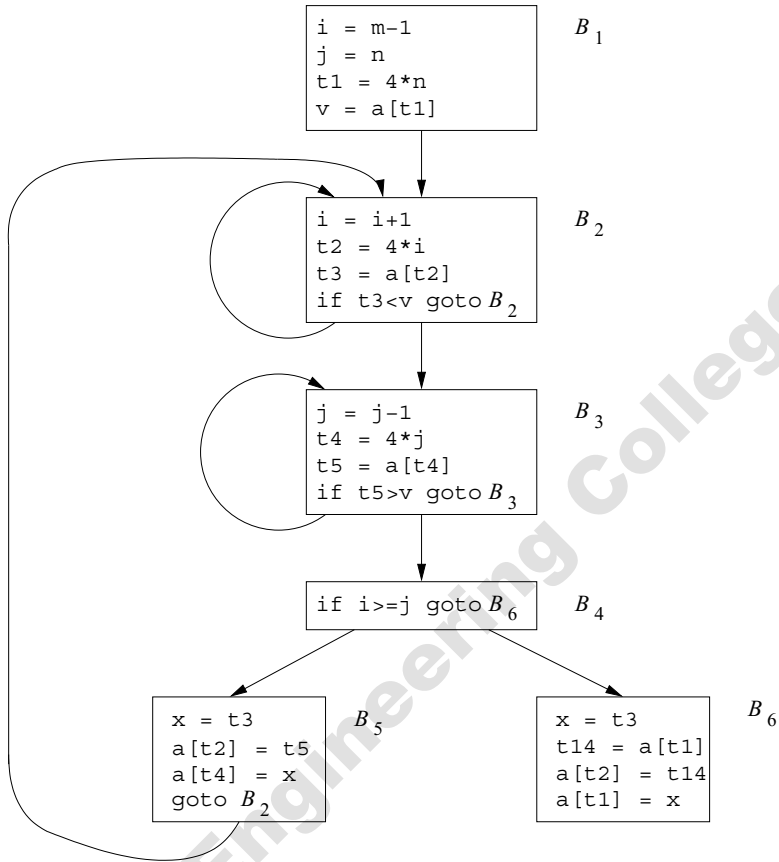 i = m-1
j = n
t1 = 4*n
v = a[t1]
B1
i = i+1
t2 = 4*i
t3 = a[t2]
if t3<v goto B2
B2
j = j-1
t4 = 4*j
t5 = a[t4]
if t5>v goto B3
B3
if i>=j goto B6
B4
x = t3
a[t2] = t5
a[t4] = x
goto B2
B5
x = t3
t14 = a[t1]
a[t2] = t14
a[t1] = x
B6
Engineering College